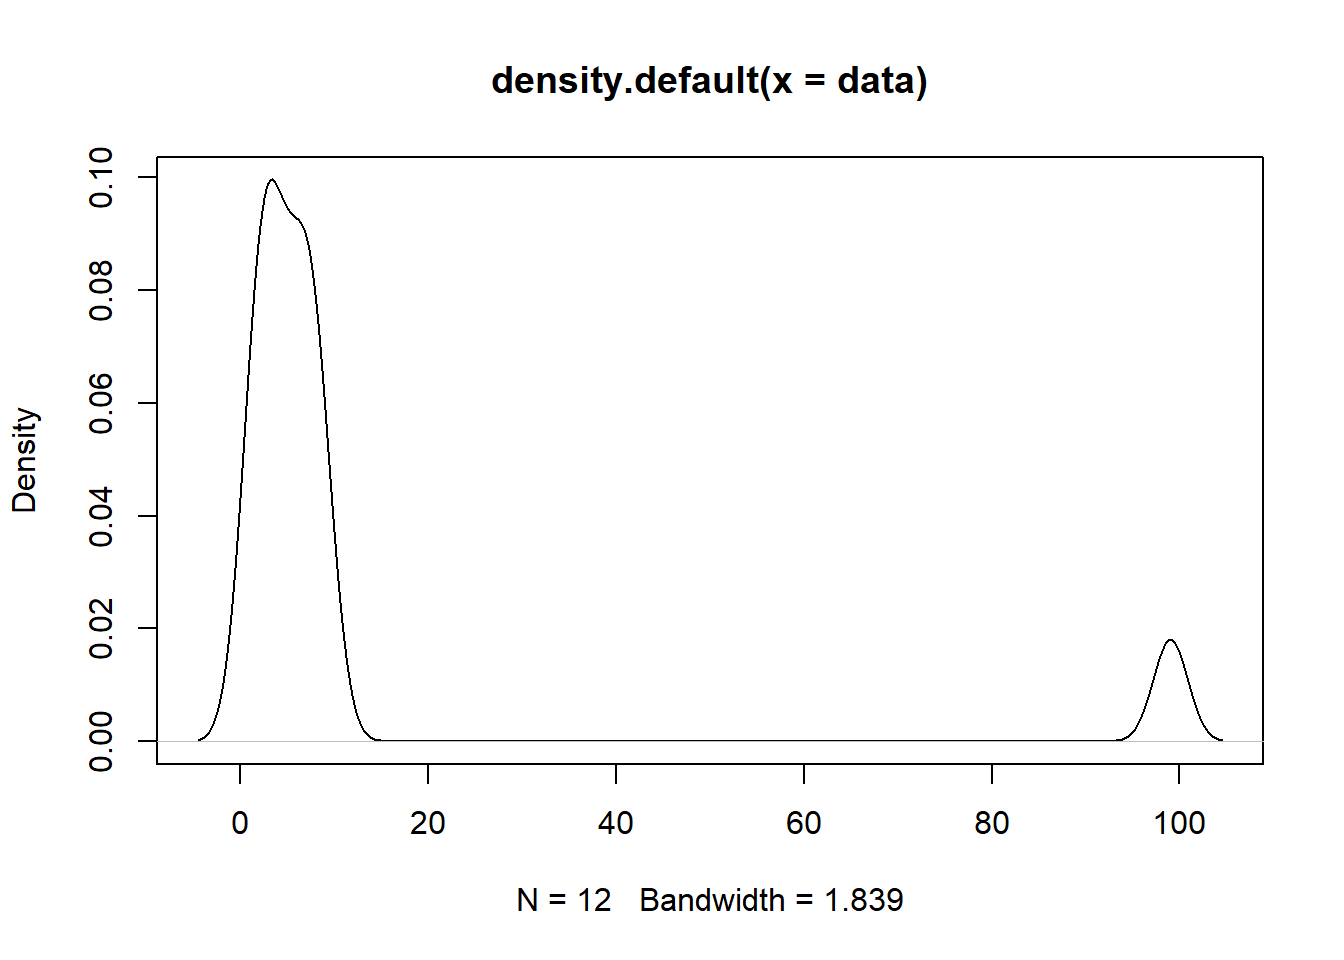 density.default(x = data)
Density
0.10
0.08
0.06
0.04
0.02
0.00
0 20 40 60 80 100
N = 12 Bandwidth = 1.839